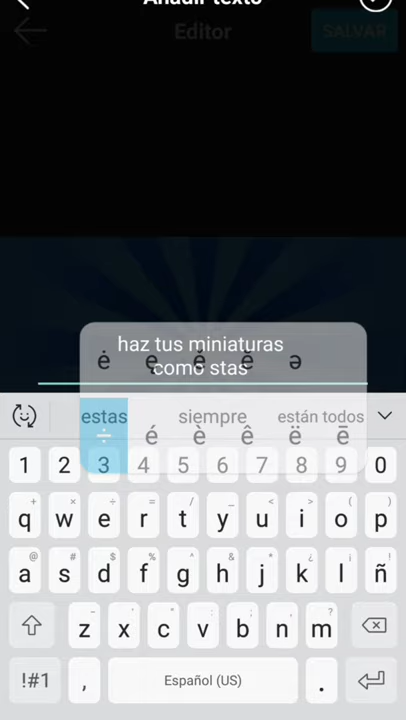 Añadir texto
Editor
SALVAR
ė ę ě ẽ ə
haz tus miniaturas
como stas
estas siempre están todos
÷ é è ê ë ē
1 2 3 4 5 6 7 8 9 0
+ × ÷ = / _ < > ( )
q w e r t y u i o p
@ # $ % ^ & * ¿ ¡ !
a s d f g h j k l ñ
- ' " : ; , ?
z x c v b n m
!#1 , Español (US) .